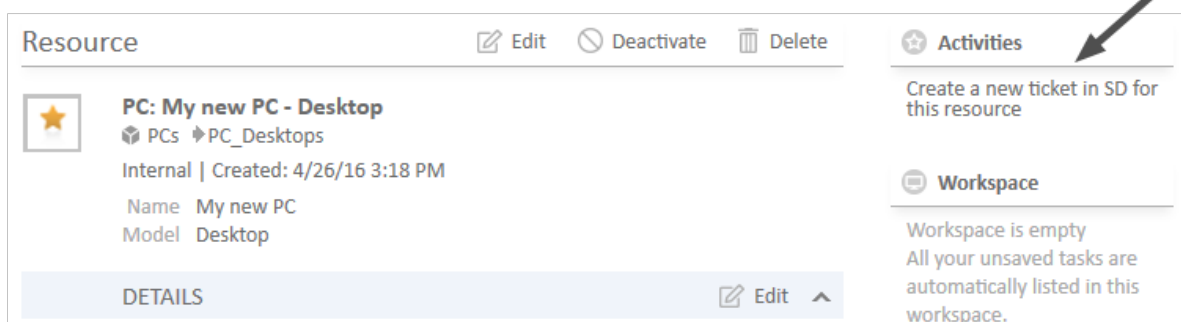 Resource
Edit
Deactivate
Delete
PC: My new PC - Desktop
PCs PC_Desktops
Internal | Created: 4/26/16 3:18 PM
Name My new PC
Model Desktop
DETAILS
Edit
Activities
Create a new ticket in SD for
this resource
Workspace
Workspace is empty
All your unsaved tasks are
automatically listed in this
workspace.